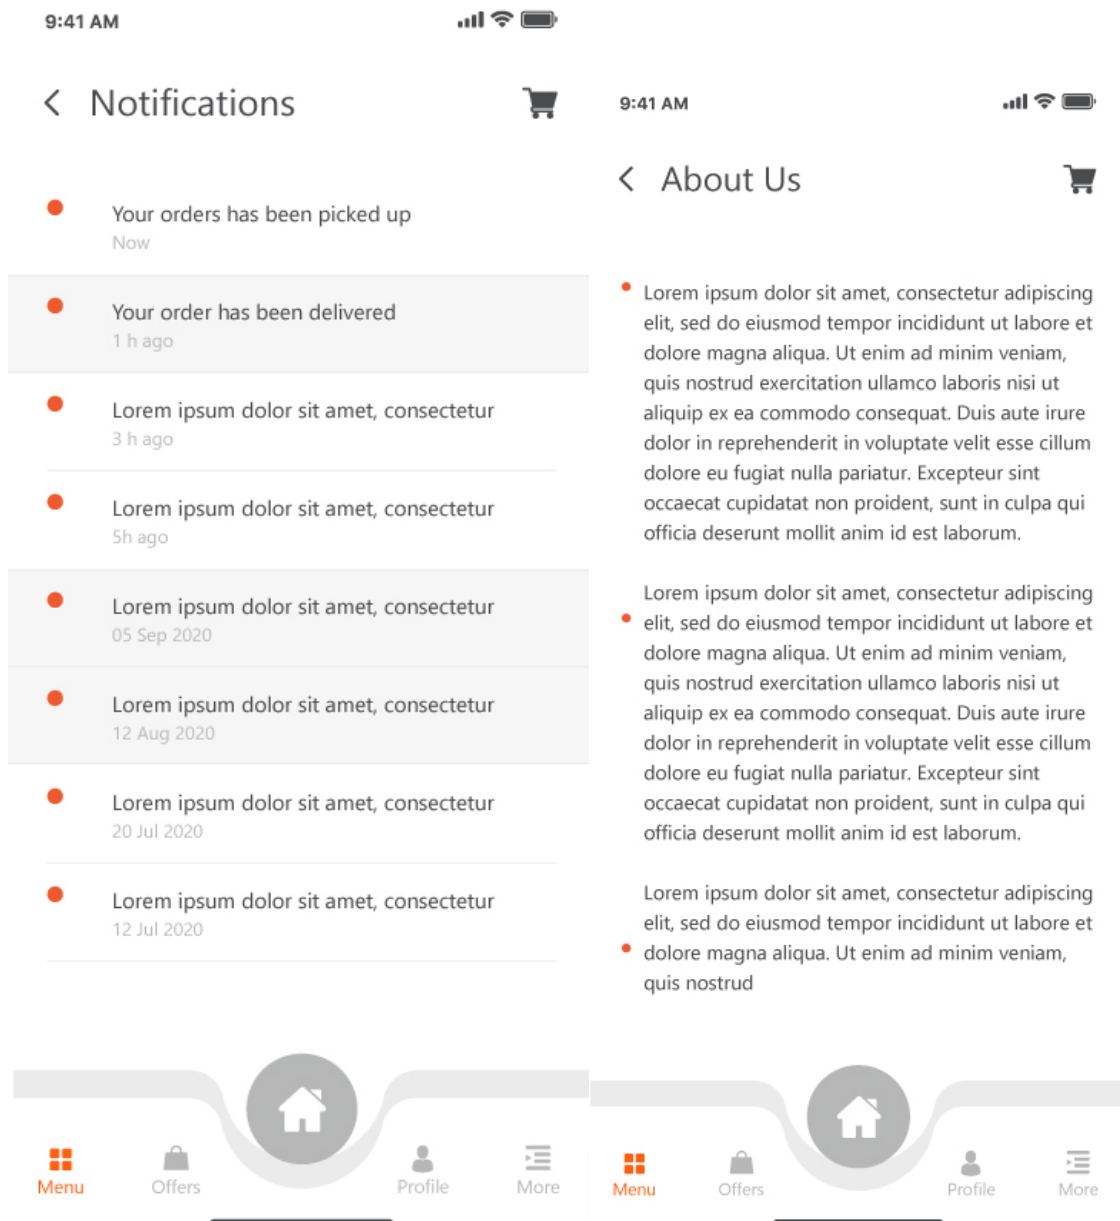 9:41 AM
Notifications
Your orders has been picked up
Now
Your order has been delivered
1 h ago
Lorem ipsum dolor sit amet, consectetur
3 h ago
Lorem ipsum dolor sit amet, consectetur
5h ago
Lorem ipsum dolor sit amet, consectetur
05 Sep 2020
Lorem ipsum dolor sit amet, consectetur
12 Aug 2020
Lorem ipsum dolor sit amet, consectetur
20 Jul 2020
Lorem ipsum dolor sit amet, consectetur
12 Jul 2020
Menu
Offers
Profile
More
9:41 AM
About Us
Lorem ipsum dolor sit amet, consectetur adipiscing
elit, sed do eiusmod tempor incididunt ut labore et
dolore magna aliqua. Ut enim ad minim veniam,
quis nostrud exercitation ullamco laboris nisi ut
aliquip ex ea commodo consequat. Duis aute irure
dolor in reprehenderit in voluptate velit esse cillum
dolore eu fugiat nulla pariatur. Excepteur sint
occaecat cupidatat non proident, sunt in culpa qui
officia deserunt mollit anim id est laborum.
Lorem ipsum dolor sit amet, consectetur adipiscing
elit, sed do eiusmod tempor incididunt ut labore et
dolore magna aliqua. Ut enim ad minim veniam,
quis nostrud exercitation ullamco laboris nisi ut
aliquip ex ea commodo consequat. Duis aute irure
dolor in reprehenderit in voluptate velit esse cillum
dolore eu fugiat nulla pariatur. Excepteur sint
occaecat cupidatat non proident, sunt in culpa qui
officia deserunt mollit anim id est laborum.
Lorem ipsum dolor sit amet, consectetur adipiscing
elit, sed do eiusmod tempor incididunt ut labore et
dolore magna aliqua. Ut enim ad minim veniam,
quis nostrud
Menu
Offers
Profile
More